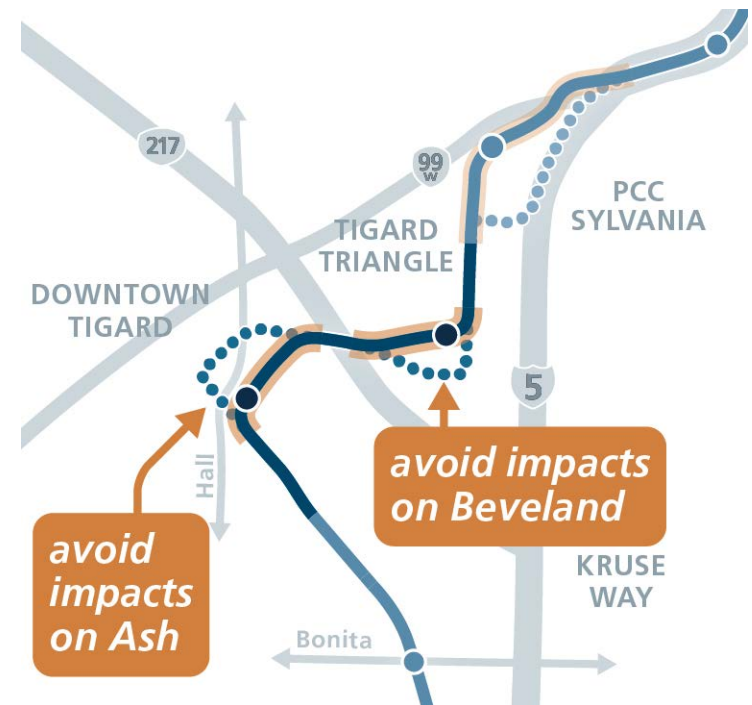 217
99
W
PCC
SYLVANIA
TIGARD
TRIANGLE
DOWNTOWN
TIGARD
5
avoid impacts
on Beveland
Hall
avoid
impacts
on Ash
KRUSE
WAY
Bonita